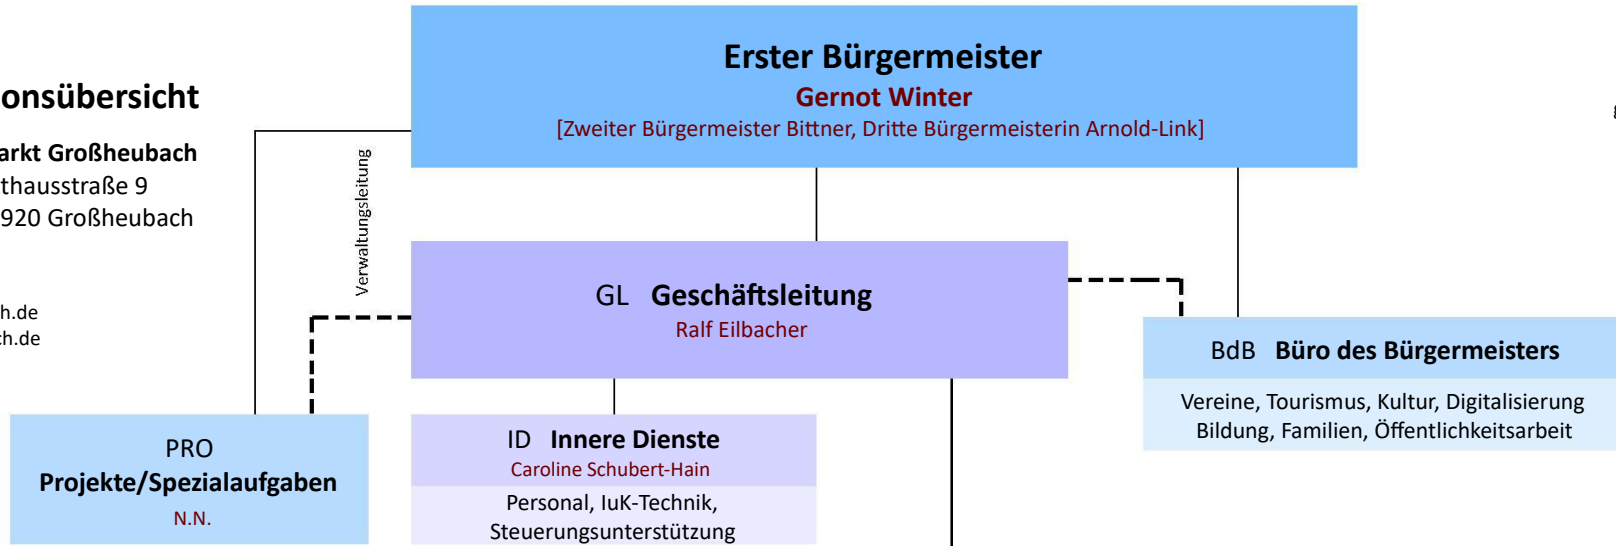 Erster Bürgermeister
Gernot Winter
[Zweiter Bürgermeister Bittner, Dritte Bürgermeisterin Arnold-Link]
onsübersicht
arkt Großheubach
thausstraße 9
920 Großheubach
h.de
ch.de
Verwaltungsleitung
GL Geschäftsleitung
Ralf Eilbacher
BdB Büro des Bürgermeisters
Vereine, Tourismus, Kultur, Digitalisierung
Bildung, Familien, Öffentlichkeitsarbeit
PRO
Projekte/Spezialaufgaben
N.N.
ID Innere Dienste
Caroline Schubert-Hain
Personal, IuK-Technik,
Steuerungsunterstützung